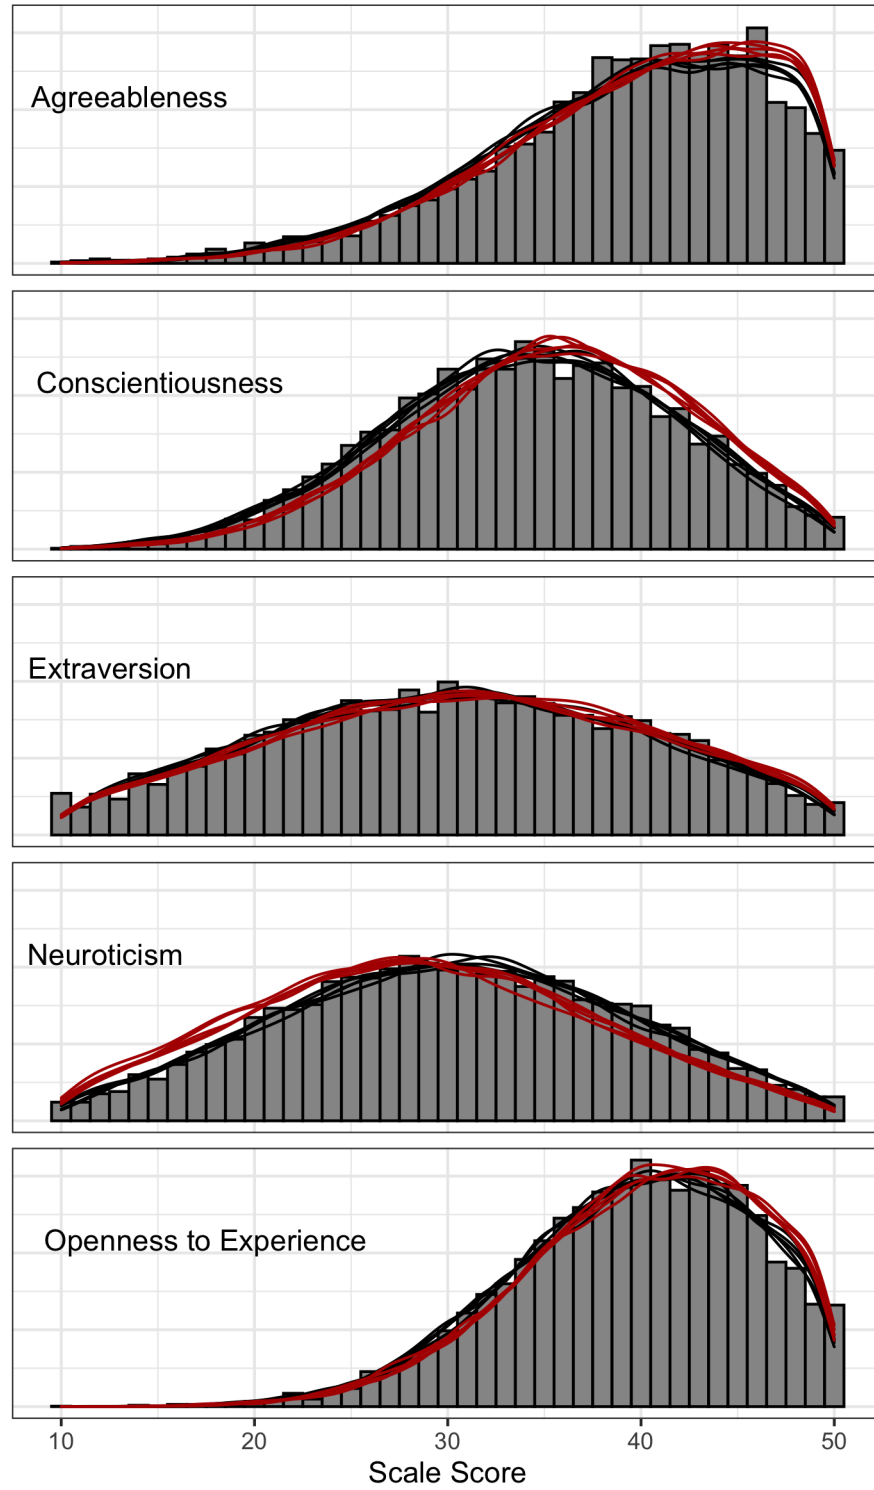 Agreeableness
Conscientiousness
Extraversion
Neuroticism
Openness to Experience
10 20 30 40 50
Scale Score